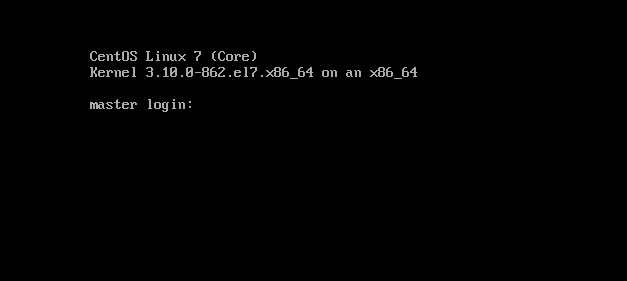 CentOS Linux 7 (Core)
Kernel 3.10.0-862.el7.x86_64 on an x86_64
master login: